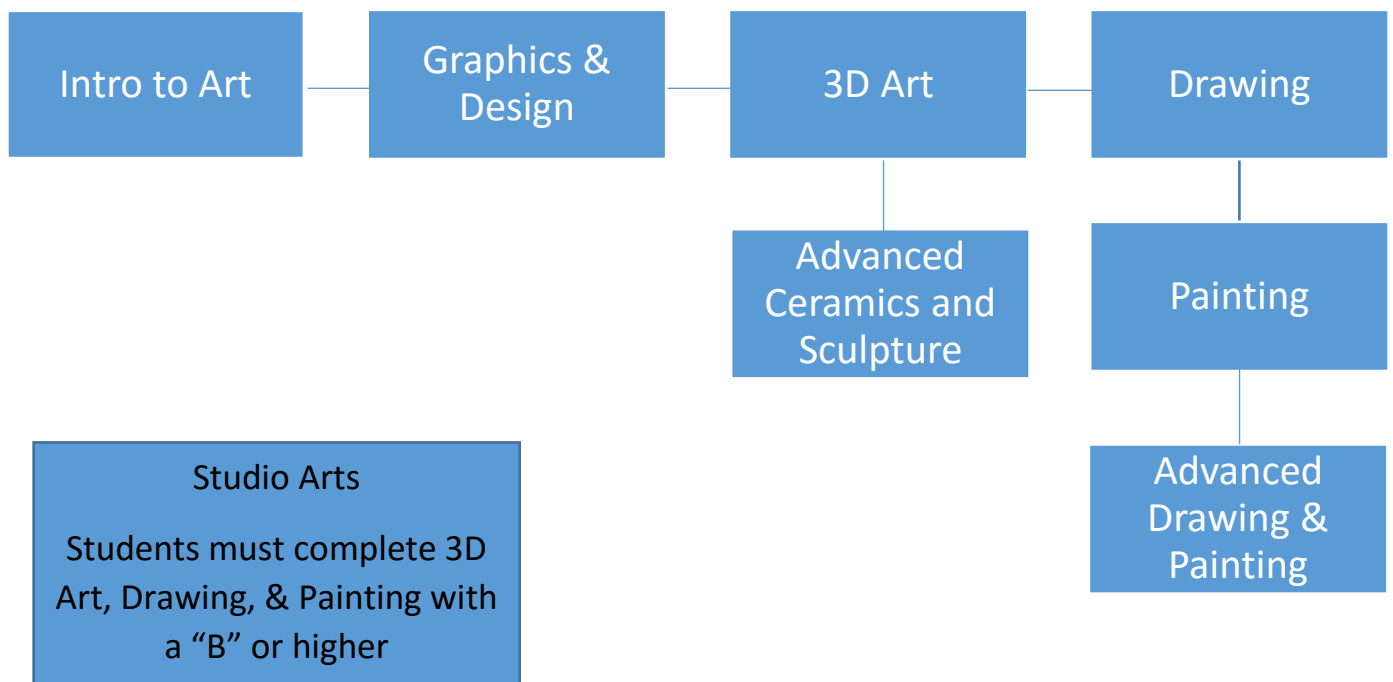 Intro to Art
Graphics &
Design
3D Art
Drawing
Advanced
Ceramics and
Sculpture
Painting
Advanced
Drawing &
Painting
Studio Arts
Students must complete 3D
Art, Drawing, & Painting with
a “B” or higher